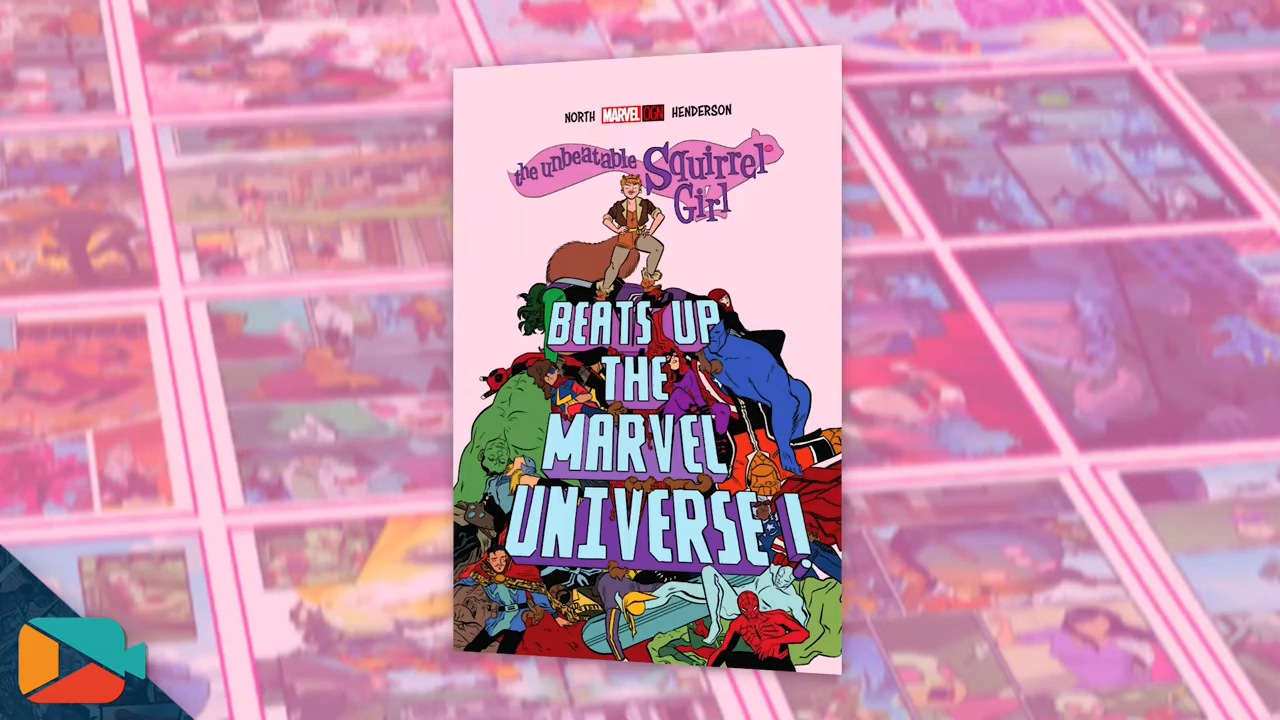 NORTH MARVEL OGN HENDERSON
the unbeatable Squirrel
Girl
BEATS UP
THE
MARVEL
UNIVERSE!